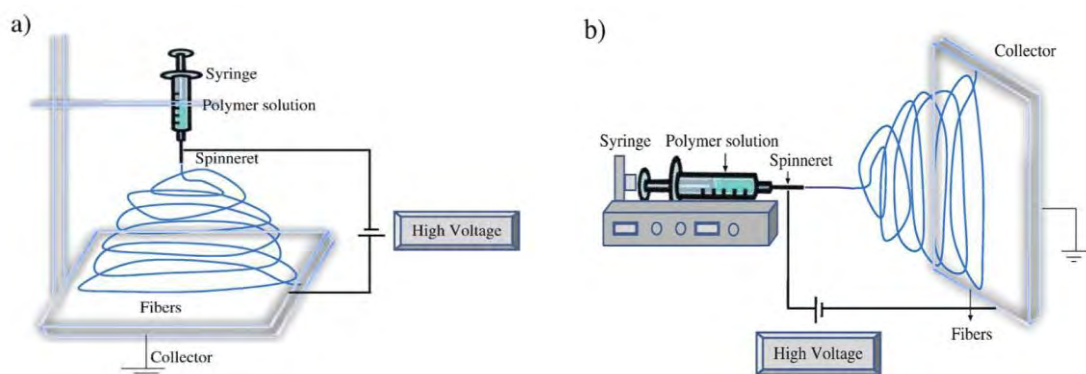 a)
Syringe
Polymer solution
Spinneret
High Voltage
Fibers
Collector
b)
Collector
Syringe
Polymer solution
Spinneret
Fibers
High Voltage